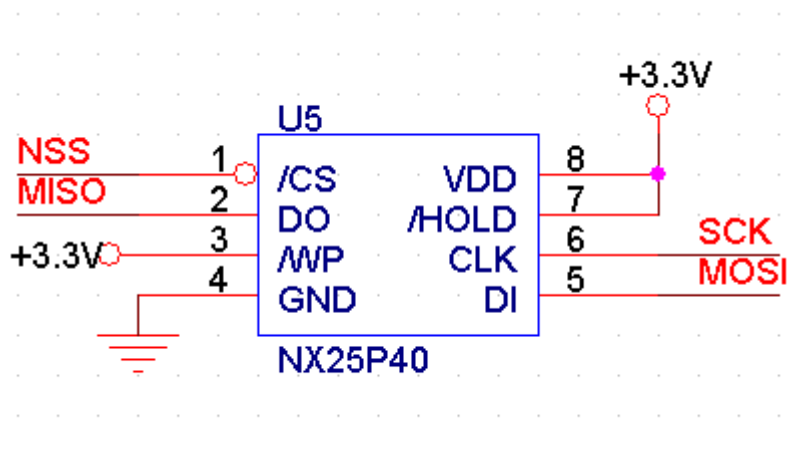 +3.3V
U5
NSS 1 /CS VDD 8
MISO 2 DO /HOLD 7
+3.3V 3 /WP CLK 6 SCK
4 GND DI 5 MOSI
NX25P40